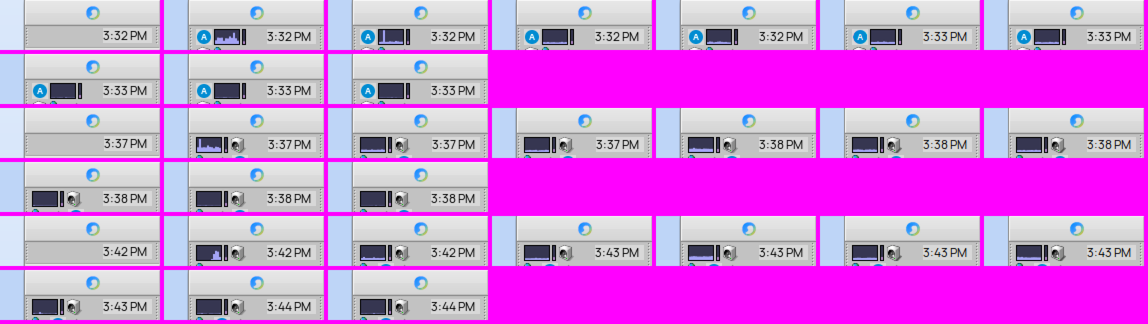 3:32 PM A 3:32 PM A 3:32 PM A 3:32 PM A 3:32 PM A 3:33 PM A 3:33 PM
A 3:33 PM A 3:33 PM A 3:33 PM
3:37 PM 3:37 PM 3:37 PM 3:37 PM 3:38 PM 3:38 PM 3:38 PM
3:38 PM 3:38 PM 3:38 PM
3:42 PM 3:42 PM 3:42 PM 3:43 PM 3:43 PM 3:43 PM 3:43 PM
3:43 PM 3:44 PM 3:44 PM